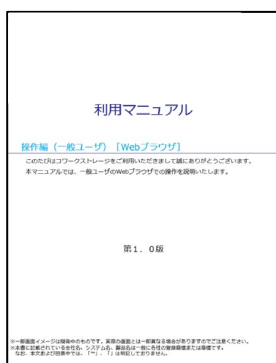 利用マニュアル
操作編（一般ユーザ）［Webブラウザ］
このたびはコワークストレージをご利用いただきまして誠にありがとうございます。
本マニュアルでは、一般ユーザのWebブラウザでの操作を説明いたします。
第１．０版
※一部画面イメージは開発中のものです。実際の画面とは一部異なる場合がありますのでご注意ください。
※本書に記載されている会社名、システム名、製品名は一般に各社の登録商標または商標です。
なお、本文および図表中では、「™」、「®」は明記しておりません。